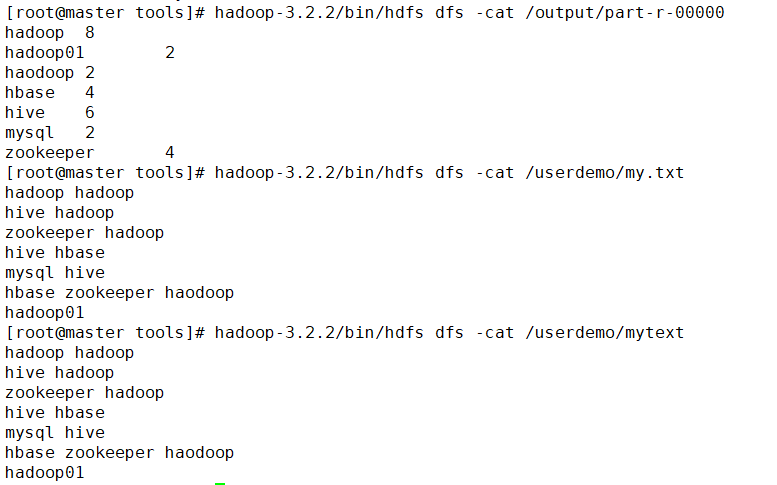 [root@master tools]# hadoop-3.2.2/bin/hdfs dfs -cat /output/part-r-00000
hadoop  8
hadoop01        2
haodoop 2
hbase   4
hive    6
mysql   2
zookeeper       4
[root@master tools]# hadoop-3.2.2/bin/hdfs dfs -cat /userdemo/my.txt
hadoop hadoop
hive hadoop
zookeeper hadoop
hive hbase
mysql hive
hbase zookeeper haodoop
hadoop01
[root@master tools]# hadoop-3.2.2/bin/hdfs dfs -cat /userdemo/mytext
hadoop hadoop
hive hadoop
zookeeper hadoop
hive hbase
mysql hive
hbase zookeeper haodoop
hadoop01